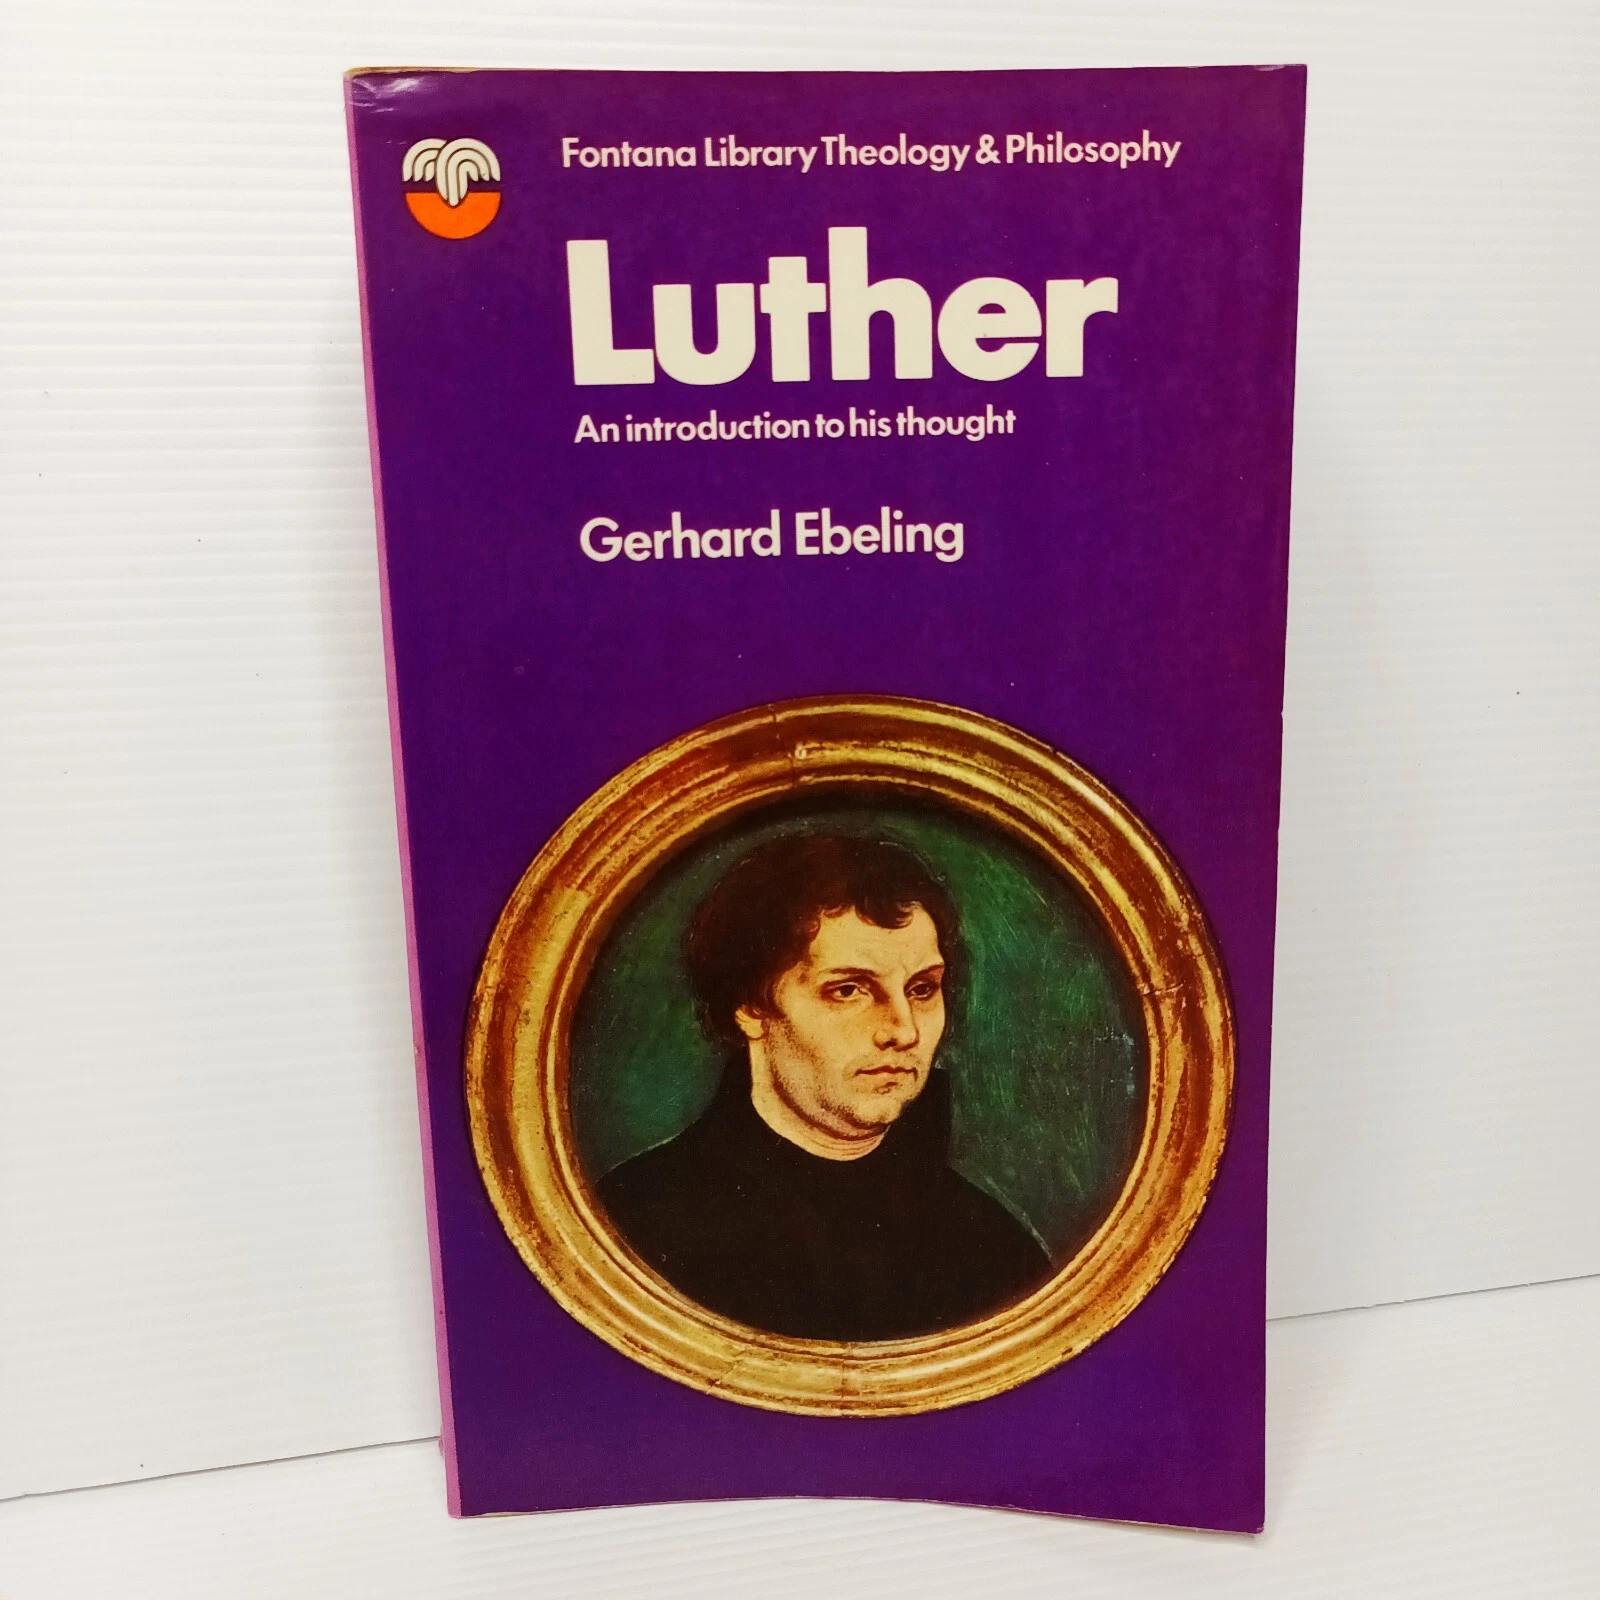 Fontana Library Theology & Philosophy
Luther
An introduction to his thought
Gerhard Ebeling